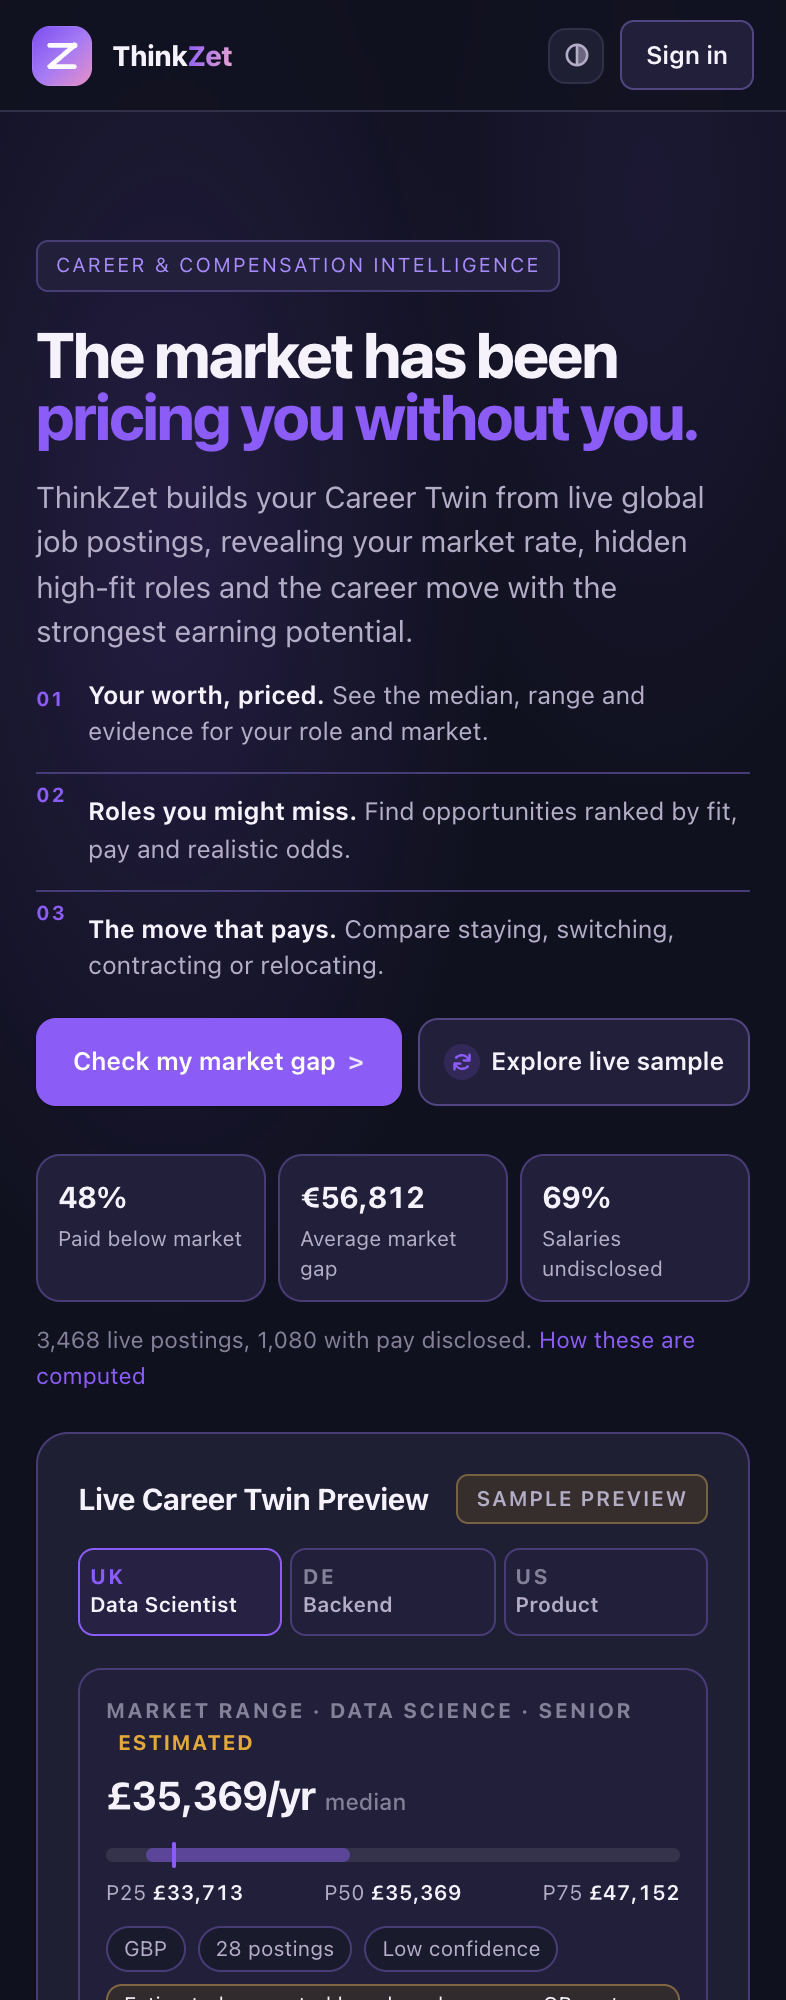 ThinkZet
Sign in
CAREER & COMPENSATION INTELLIGENCE
The market has been
pricing you without you.
ThinkZet builds your Career Twin from live global
job postings, revealing your market rate, hidden
high-fit roles and the career move with the
strongest earning potential.
01 Your worth, priced. See the median, range and
evidence for your role and market.
02 Roles you might miss. Find opportunities ranked by fit,
pay and realistic odds.
03 The move that pays. Compare staying, switching,
contracting or relocating.
Check my market gap >
Explore live sample
48%
Paid below market
€56,812
Average market
gap
69%
Salaries
undisclosed
3,468 live postings, 1,080 with pay disclosed. How these are
computed
Live Career Twin Preview
SAMPLE PREVIEW
UK
Data Scientist
DE
Backend
US
Product
MARKET RANGE · DATA SCIENCE · SENIOR
ESTIMATED
£35,369/yr median
P25 £33,713 P50 £35,369 P75 £47,152
GBP 28 postings Low confidence